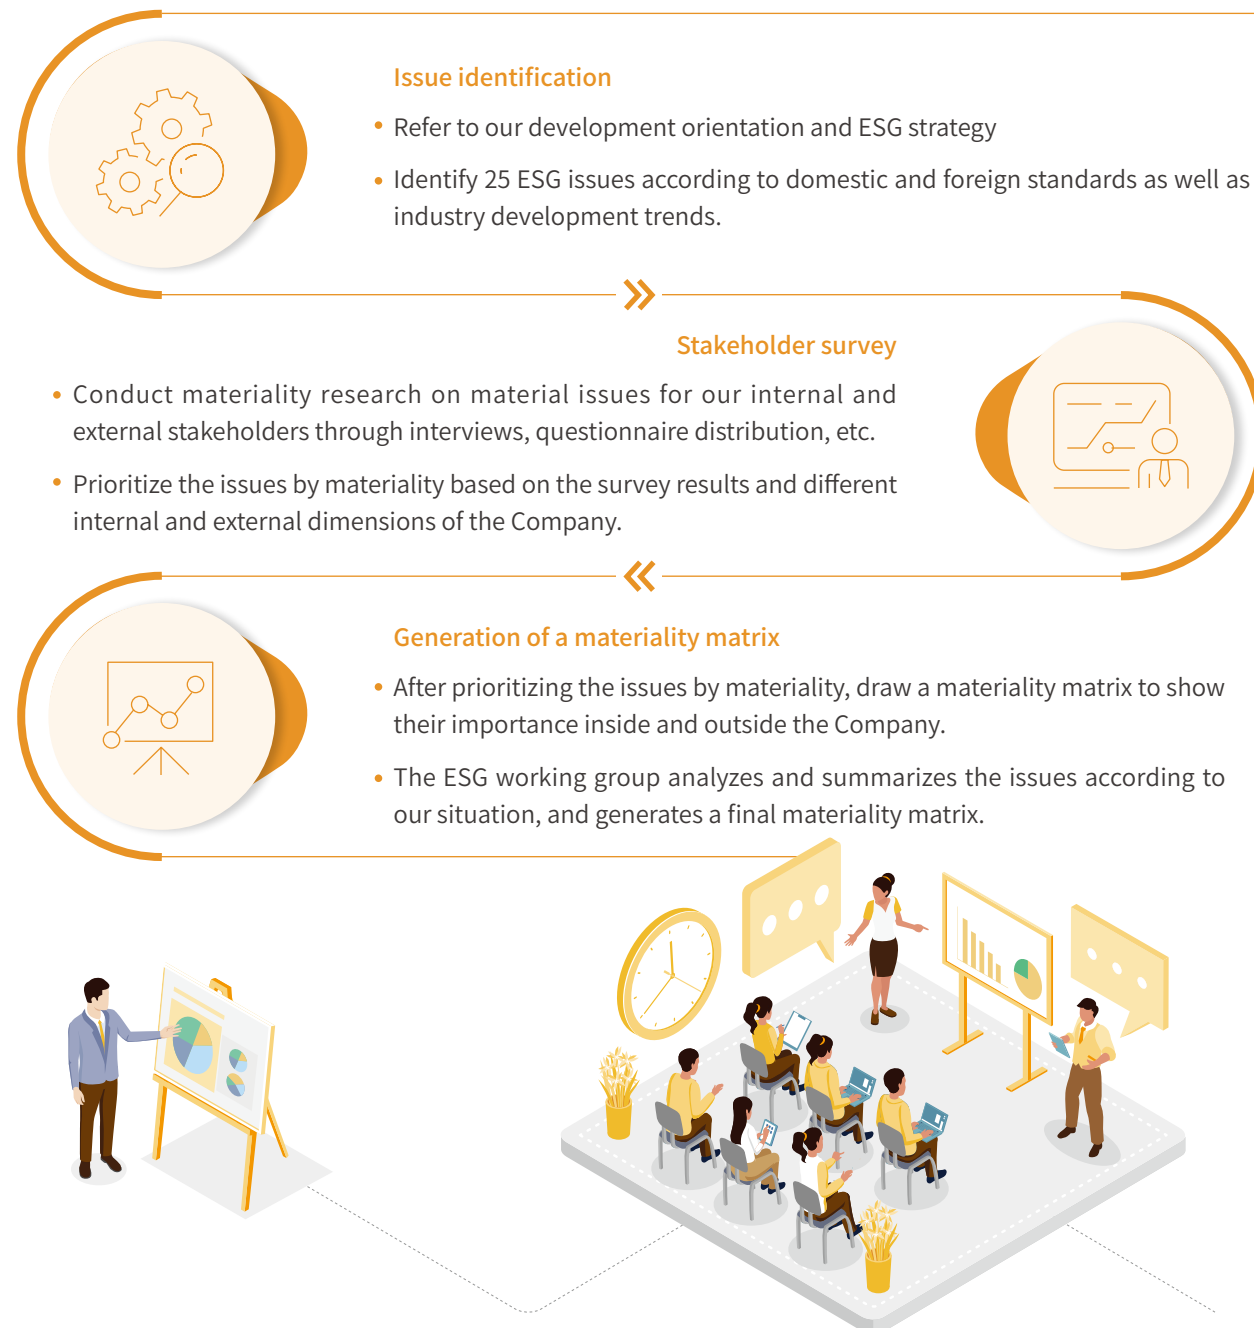 Issue identification
• Refer to our development orientation and ESG strategy
• Identify 25 ESG issues according to domestic and foreign standards as well as
industry development trends.
Stakeholder survey
• Conduct materiality research on material issues for our internal and
external stakeholders through interviews, questionnaire distribution, etc.
• Prioritize the issues by materiality based on the survey results and different
internal and external dimensions of the Company.
Generation of a materiality matrix
• After prioritizing the issues by materiality, draw a materiality matrix to show
their importance inside and outside the Company.
• The ESG working group analyzes and summarizes the issues according to
our situation, and generates a final materiality matrix.